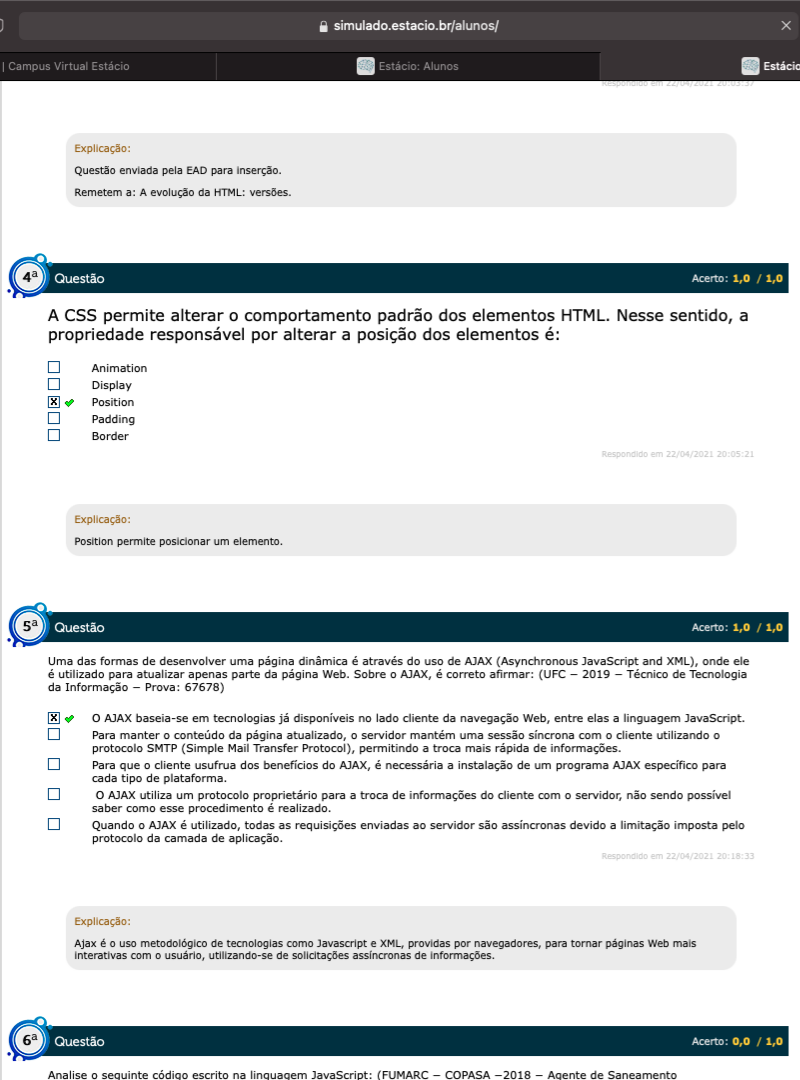 simulado.estacio.br/alunos/
| Campus Virtual Estácio
Estácio: Alunos
Estácio
Respondido em 22/04/2021 20:03:37
Explicação:
Questão enviada pela EAD para inserção.
Remetem a: A evolução da HTML: versões.
4ª Questão
Acerto: 1,0 / 1,0
A CSS permite alterar o comportamento padrão dos elementos HTML. Nesse sentido, a
propriedade responsável por alterar a posição dos elementos é:
Animation
Display
X Position
Padding
Border
Respondido em 22/04/2021 20:05:21
Explicação:
Position permite posicionar um elemento.
5ª Questão
Acerto: 1,0 / 1,0
Uma das formas de desenvolver uma página dinâmica é através do uso de AJAX (Asynchronous JavaScript and XML), onde ele
é utilizado para atualizar apenas parte da página Web. Sobre o AJAX, é correto afirmar: (UFC − 2019 − Técnico de Tecnologia
da Informação − Prova: 67678)
X O AJAX baseia-se em tecnologias já disponíveis no lado cliente da navegação Web, entre elas a linguagem JavaScript.
Para manter o conteúdo da página atualizado, o servidor mantém uma sessão síncrona com o cliente utilizando o
protocolo SMTP (Simple Mail Transfer Protocol), permitindo a troca mais rápida de informações.
Para que o cliente usufrua dos benefícios do AJAX, é necessária a instalação de um programa AJAX específico para
cada tipo de plataforma.
O AJAX utiliza um protocolo proprietário para a troca de informações do cliente com o servidor, não sendo possível
saber como esse procedimento é realizado.
Quando o AJAX é utilizado, todas as requisições enviadas ao servidor são assíncronas devido a limitação imposta pelo
protocolo da camada de aplicação.
Respondido em 22/04/2021 20:18:33
Explicação:
Ajax é o uso metodológico de tecnologias como Javascript e XML, providas por navegadores, para tornar páginas Web mais
interativas com o usuário, utilizando-se de solicitações assíncronas de informações.
6ª Questão
Acerto: 0,0 / 1,0
Analise o seguinte código escrito na linguagem JavaScript: (FUMARC − COPASA −2018 − Agente de Saneamento